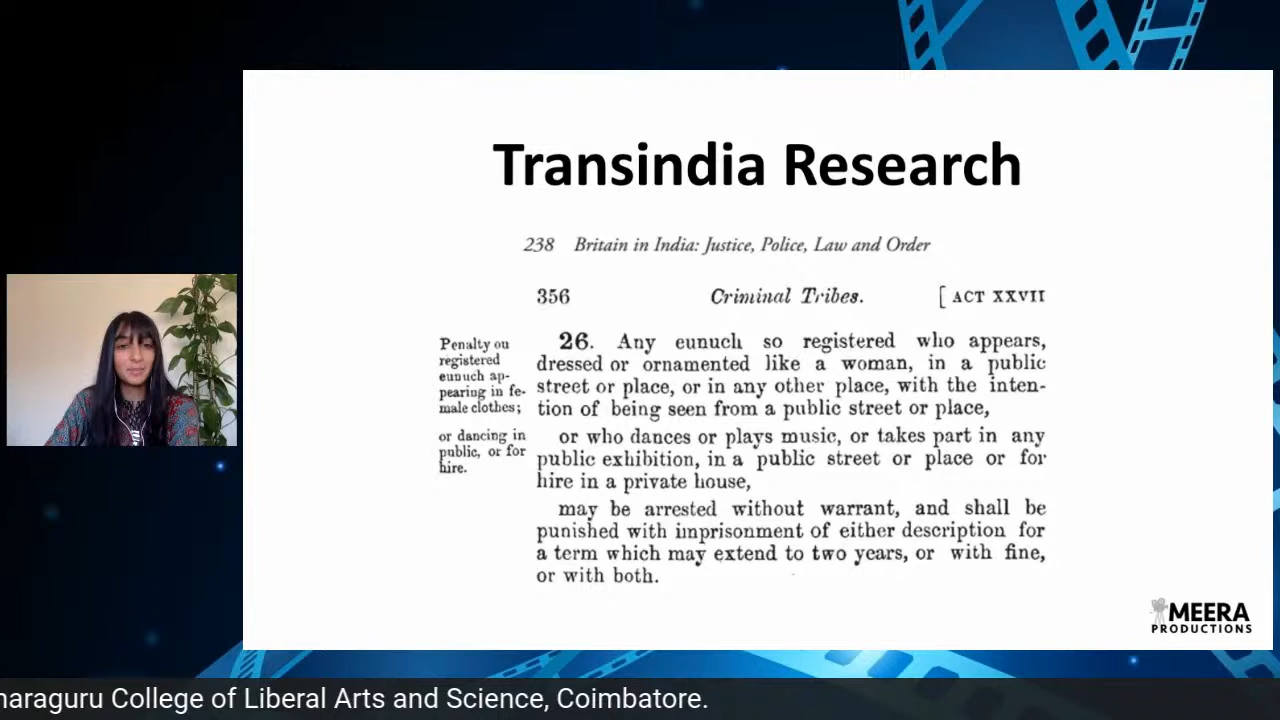 Transindia Research
238 Britain in India: Justice, Police, Law and Order
356 Criminal Tribes. [ACT XXVII
Penalty on
registered
eunuch ap-
pearing in fe-
male clothes;
or dancing in
public, or for
hire.
26. Any eunuch so registered who appears,
dressed or ornamented like a woman, in a public
street or place, or in any other place, with the inten-
tion of being seen from a public street or place,
or who dances or plays music, or takes part in any
public exhibition, in a public street or place or for
hire in a private house,
may be arrested without warrant, and shall be
punished with imprisonment of either description for
a term which may extend to two years, or with fine,
or with both.
MEERA
PRODUCTIONS
naraguru College of Liberal Arts and Science, Coimbatore.